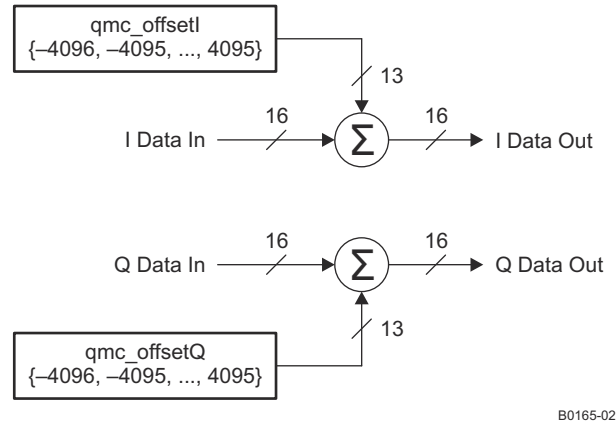 qmc_offsetI
{–4096, –4095, ..., 4095}
13
16
16
I Data In
Σ
I Data Out
16
16
Q Data In
Σ
Q Data Out
13
qmc_offsetQ
{–4096, –4095, ..., 4095}
B0165-02